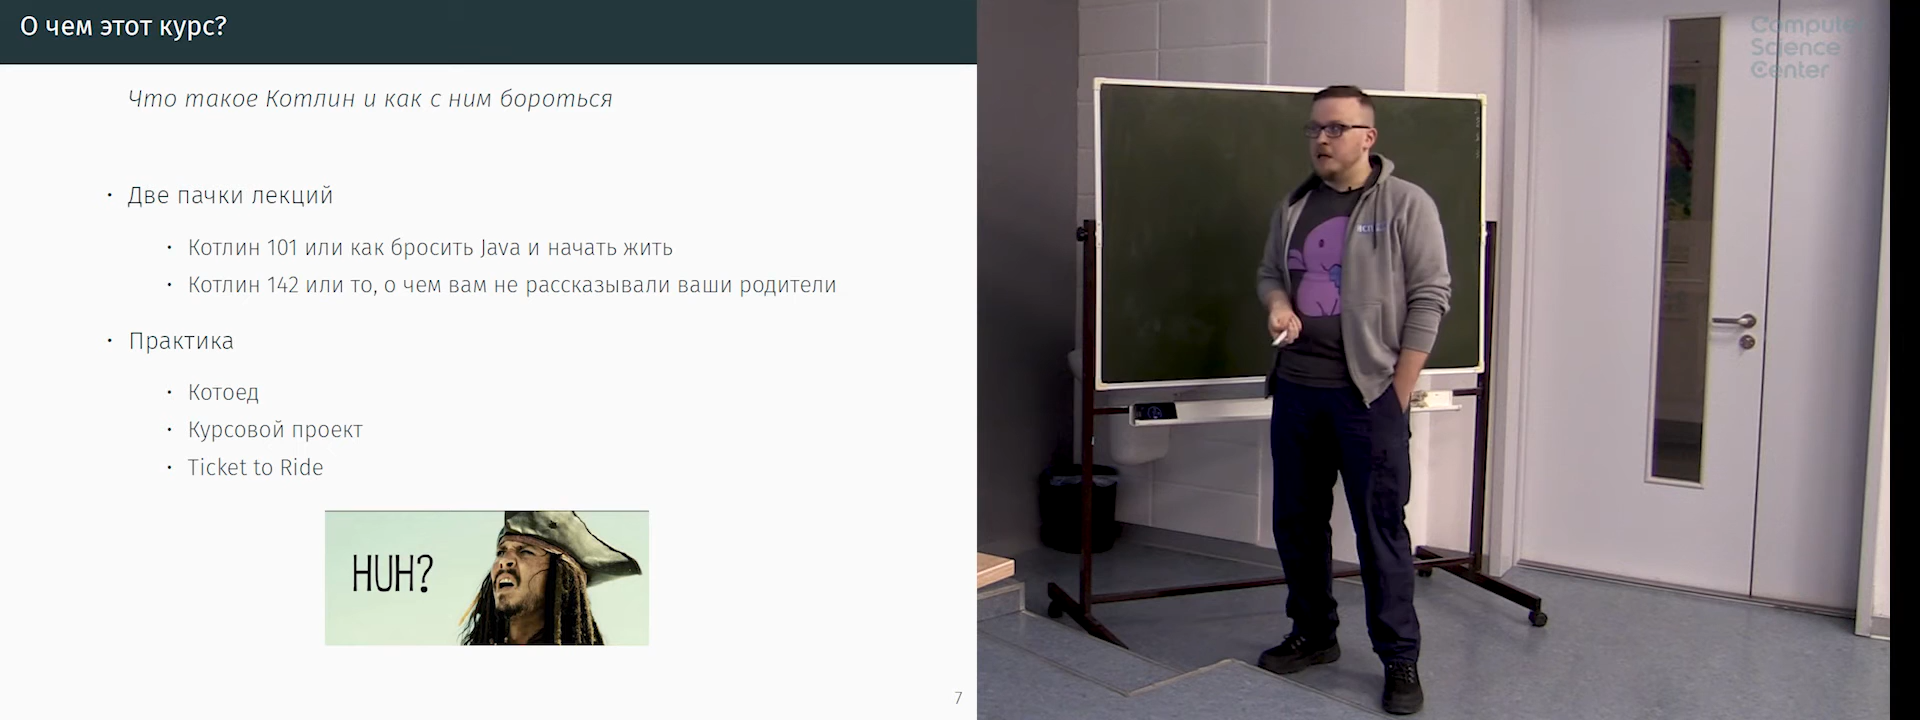 О чем этот курс?
Что такое Котлин и как с ним бороться
• Две пачки лекций
• Котлин 101 или как бросить Java и начать жить
• Котлин 142 или то, о чем вам не рассказывали ваши родители
• Практика
• Котоед
• Курсовой проект
• Ticket to Ride
HUH?
7
Computer
Science
Center